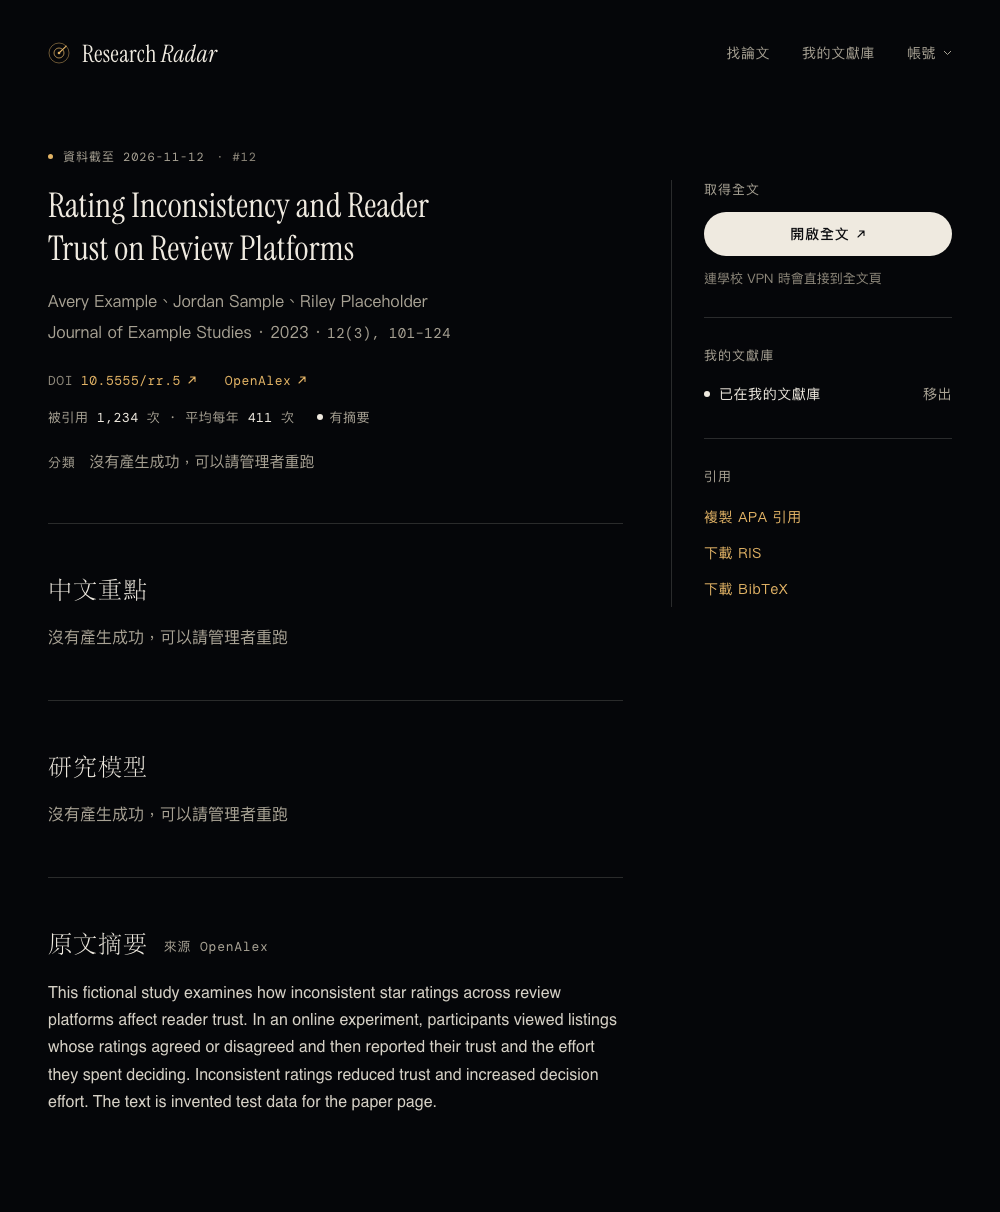 Research Radar
找論文
我的文獻庫
帳號
資料截至 2026-11-12 · #12
Rating Inconsistency and Reader
Trust on Review Platforms
Avery Example、Jordan Sample、Riley Placeholder
Journal of Example Studies · 2023 · 12(3), 101–124
DOI 10.5555/rr.5 ↗ OpenAlex ↗
被引用 1,234 次 · 平均每年 411 次 有摘要
分類 沒有產生成功，可以請管理者重跑
中文重點
沒有產生成功，可以請管理者重跑
研究模型
沒有產生成功，可以請管理者重跑
原文摘要 來源 OpenAlex
This fictional study examines how inconsistent star ratings across review
platforms affect reader trust. In an online experiment, participants viewed listings
whose ratings agreed or disagreed and then reported their trust and the effort
they spent deciding. Inconsistent ratings reduced trust and increased decision
effort. The text is invented test data for the paper page.
取得全文
開啟全文 ↗
連學校 VPN 時會直接到全文頁
我的文獻庫
已在我的文獻庫 移出
引用
複製 APA 引用
下載 RIS
下載 BibTeX